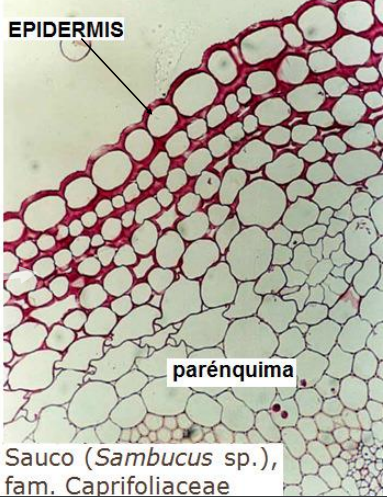 EPIDERMIS
parénquima
Sauco (Sambucus sp.),
fam. Caprifoliaceae